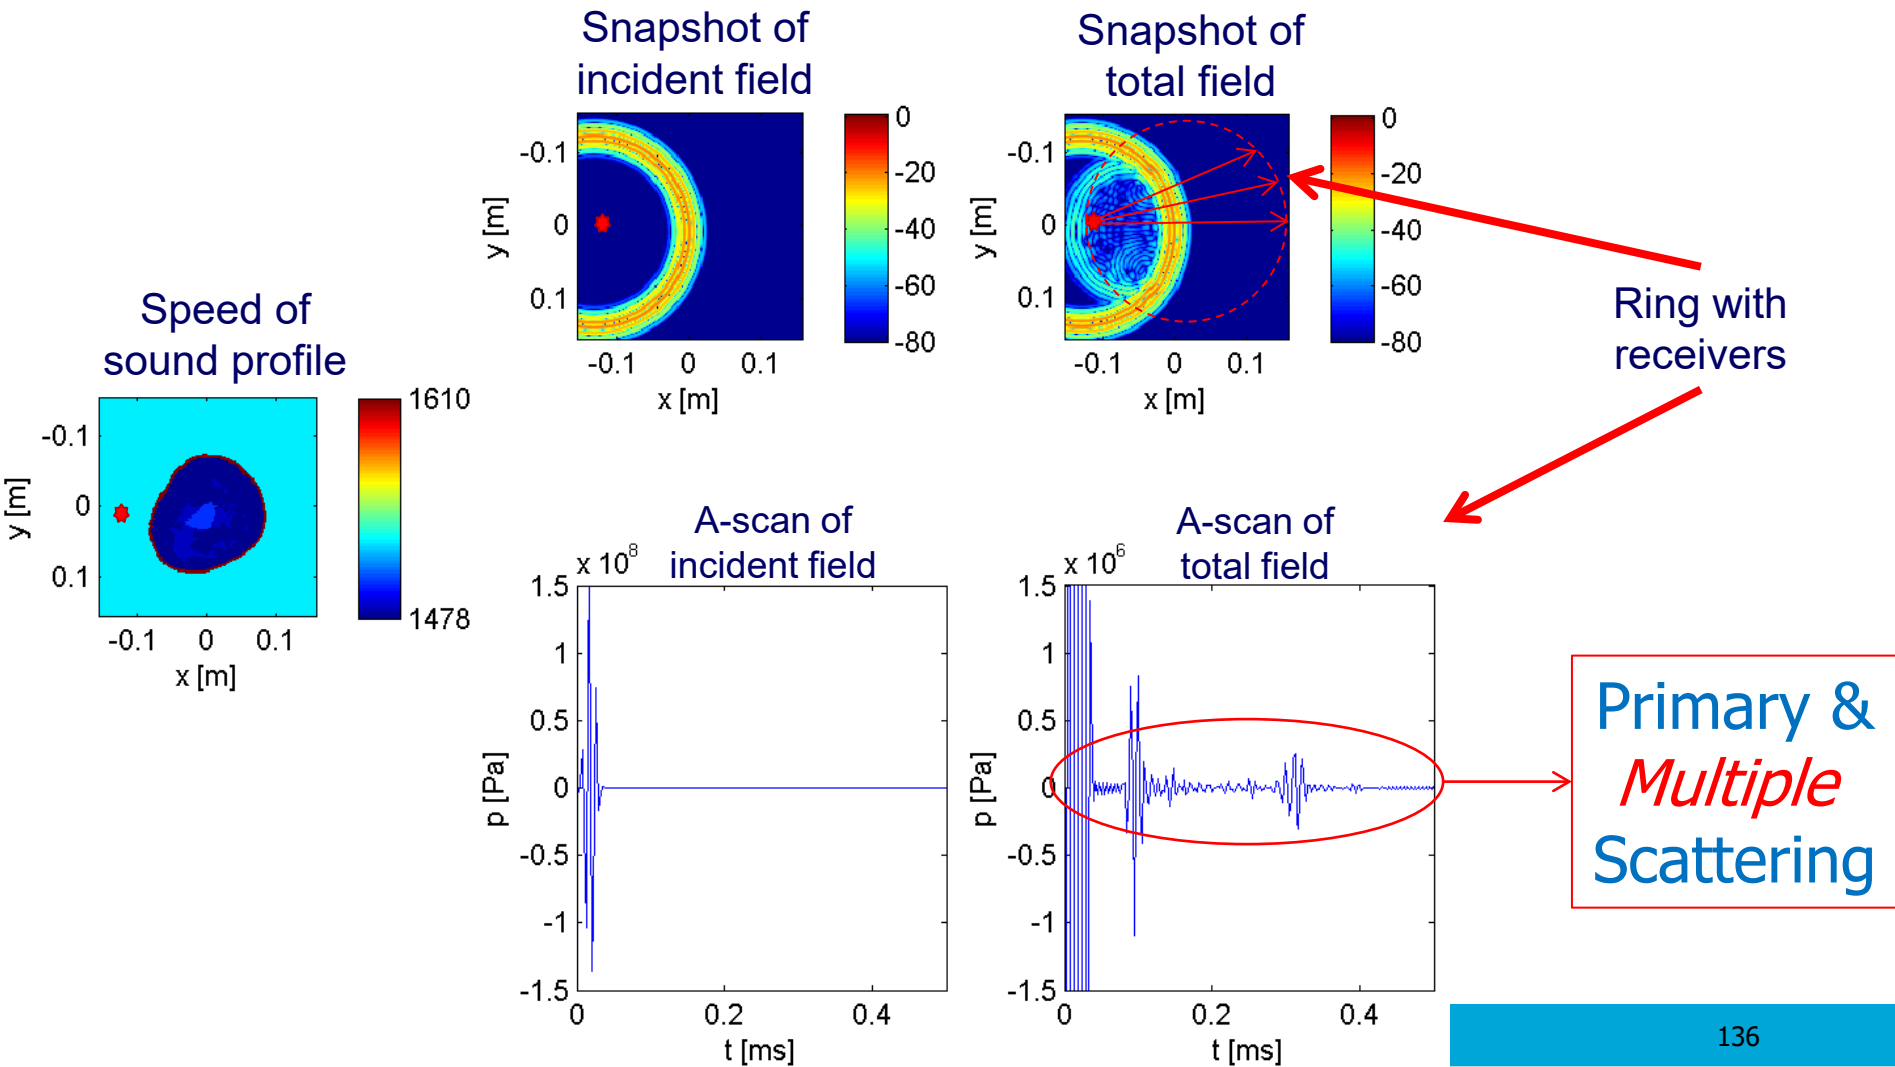 Snapshot of
incident field
0
-20
-40
-60
-80
-0.1
0
0.1
y [m]
-0.1 0 0.1
x [m]
Snapshot of
total field
0
-20
-40
-60
-80
-0.1
0
0.1
y [m]
-0.1 0 0.1
x [m]
Ring with
receivers
Speed of
sound profile
1610
1478
-0.1
0
0.1
y [m]
-0.1 0 0.1
x [m]
A-scan of
incident field
x 10^8
1.5
1
0.5
0
-0.5
-1
-1.5
p [Pa]
0 0.2 0.4
t [ms]
A-scan of
total field
x 10^6
1.5
1
0.5
0
-0.5
-1
-1.5
p [Pa]
0 0.2 0.4
t [ms]
Primary &
Multiple
Scattering
136